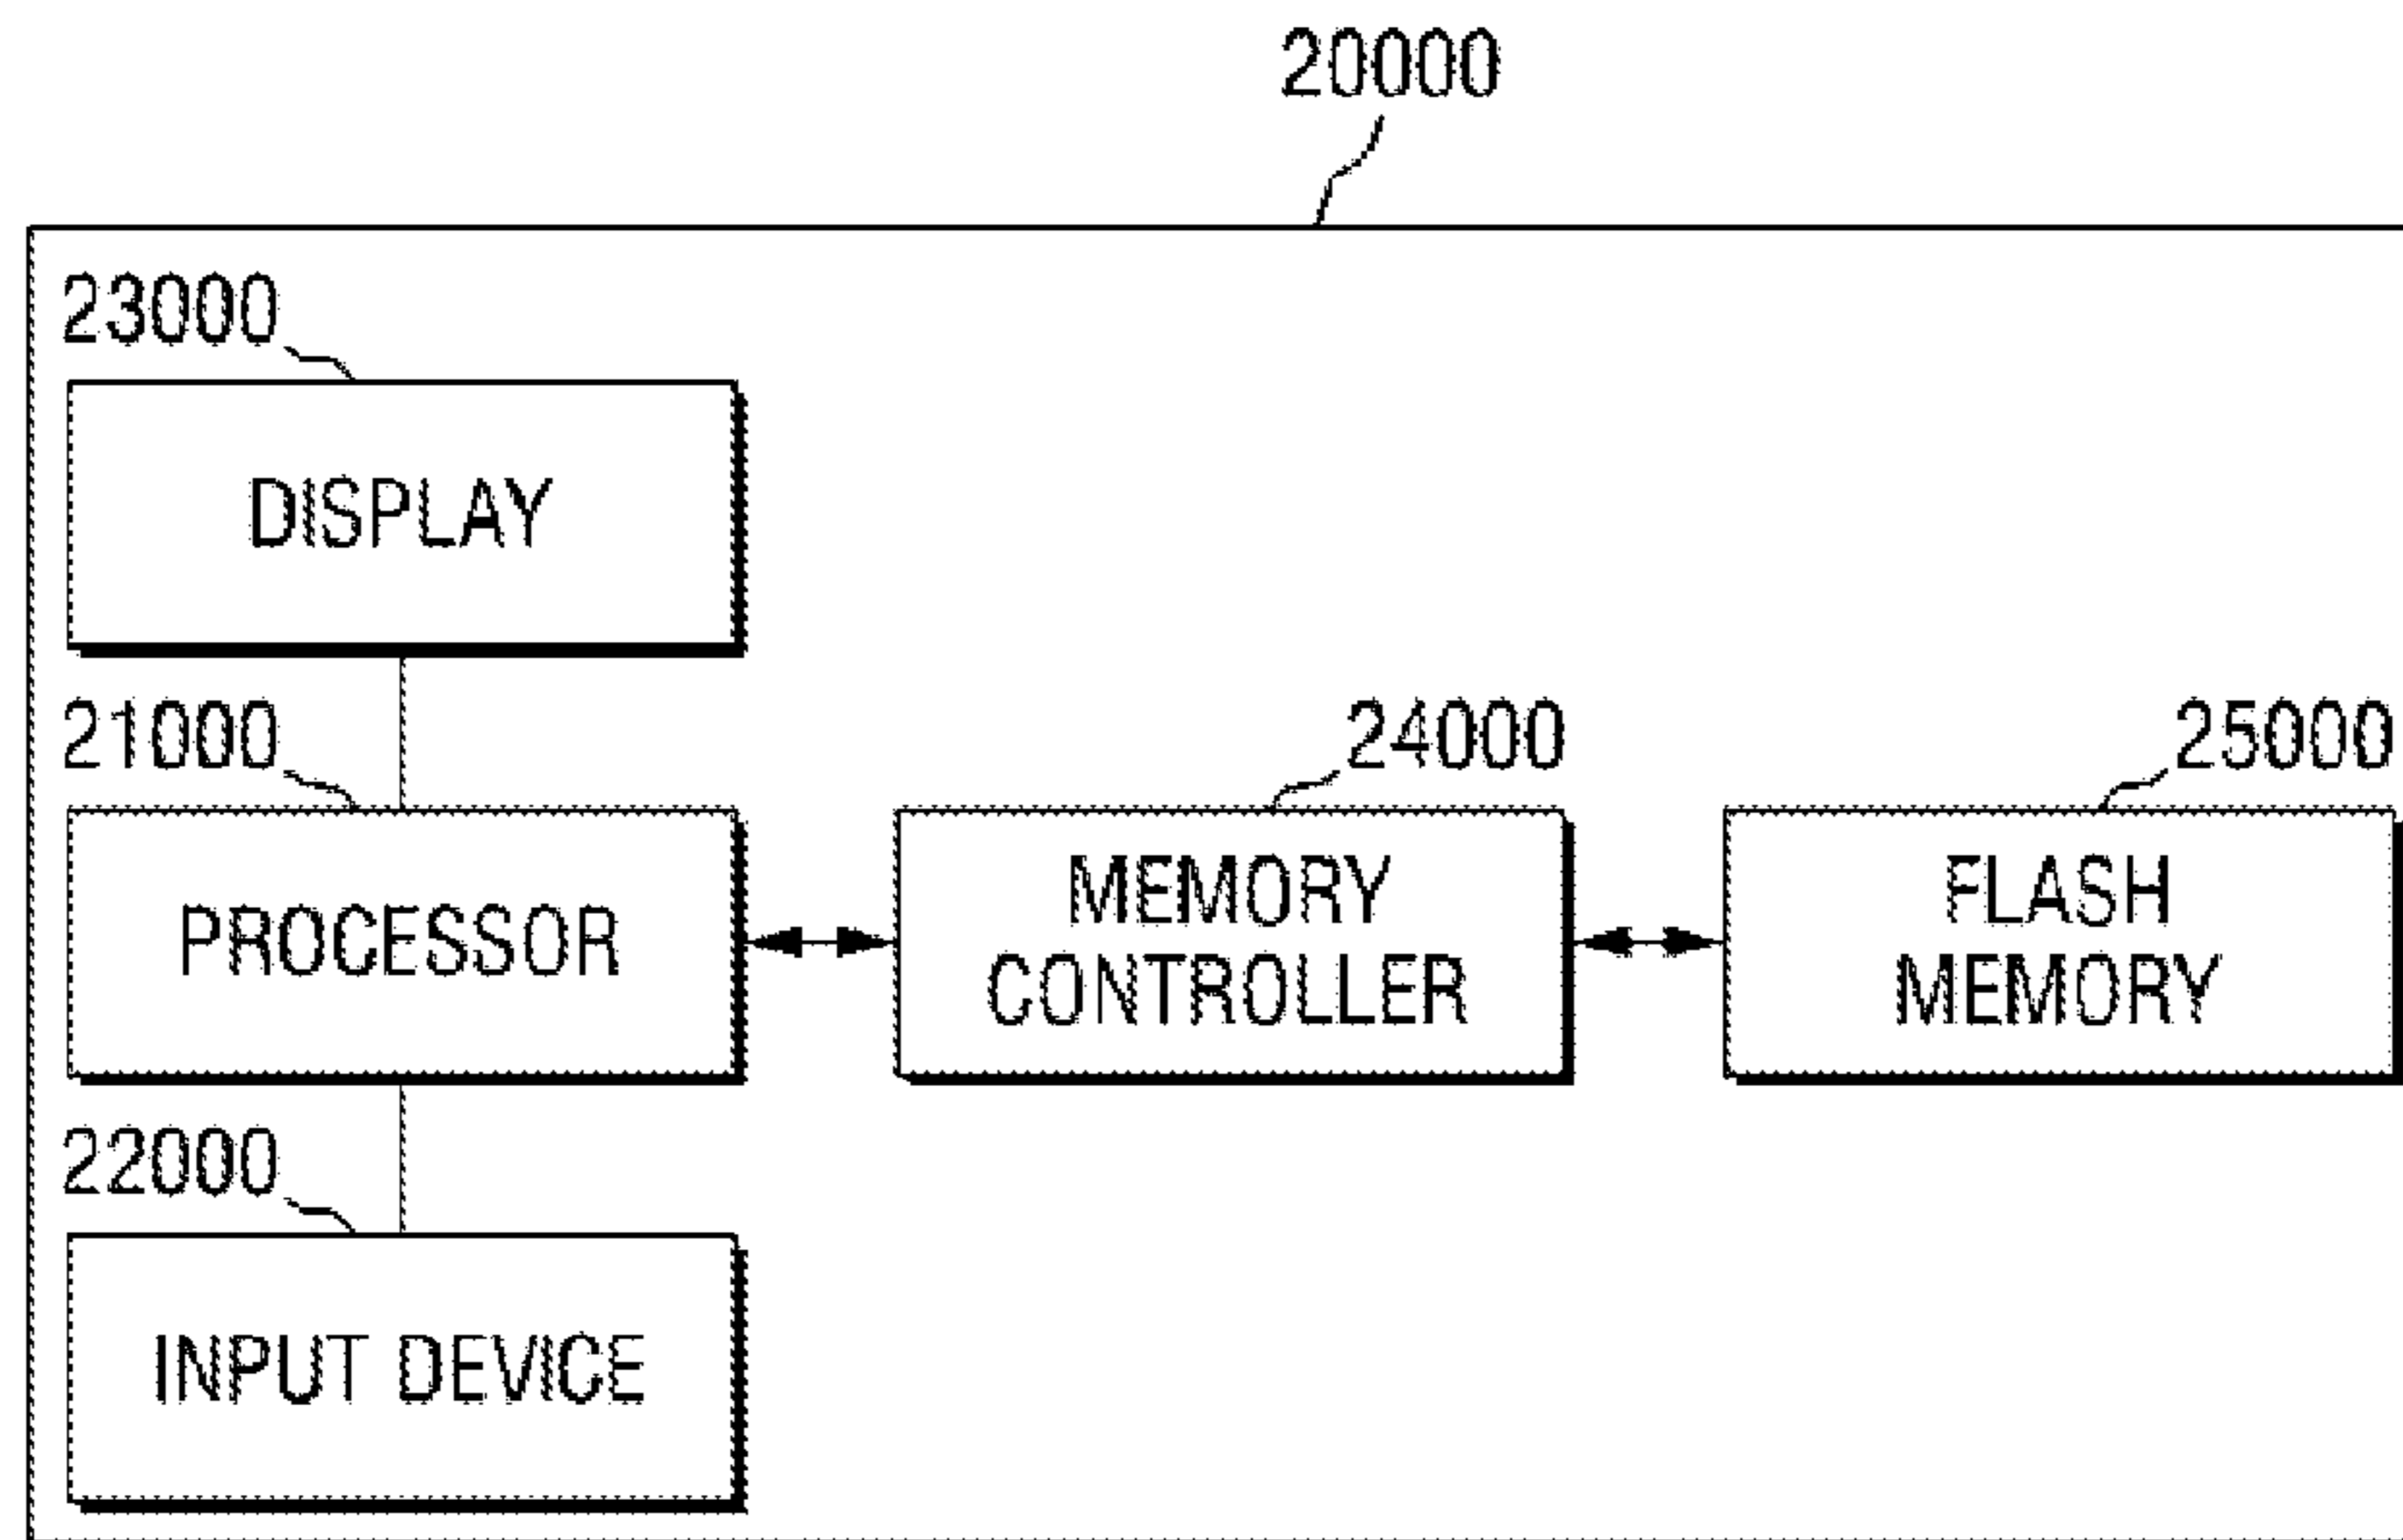 20000
23000
DISPLAY
21000
24000
25000
PROCESSOR
MEMORY
CONTROLLER
FLASH
MEMORY
22000
INPUT DEVICE